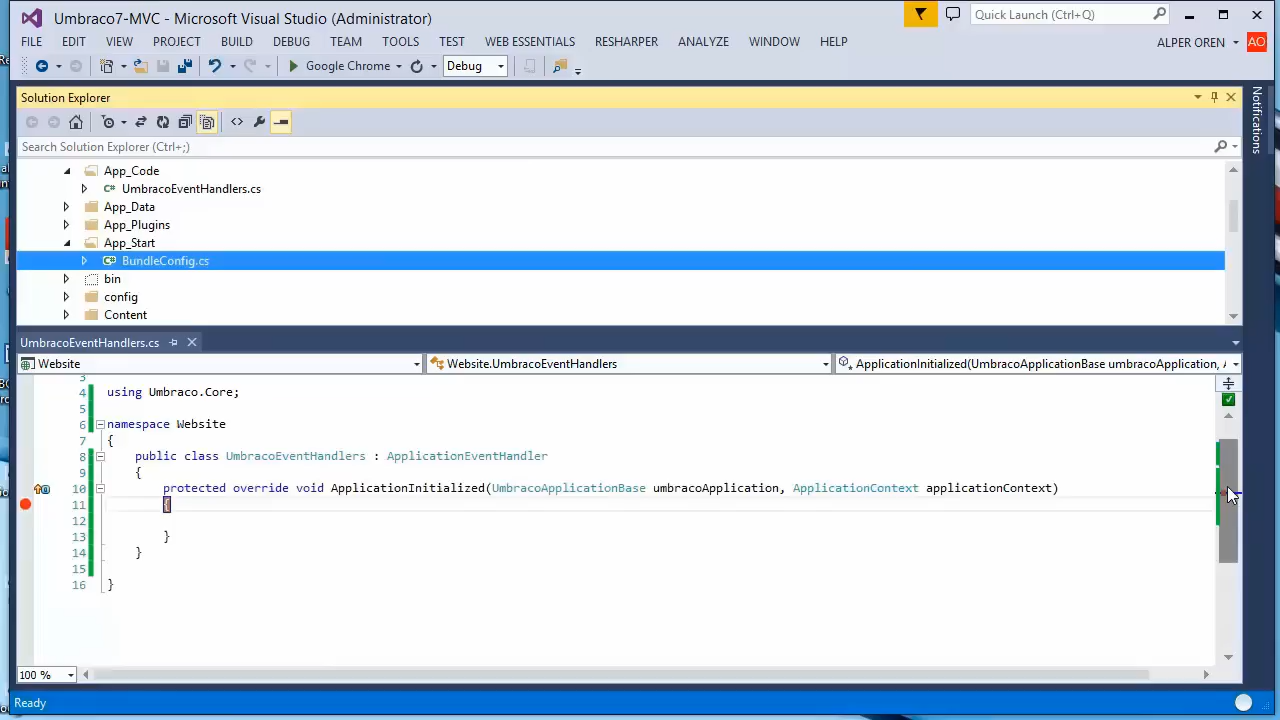 Umbraco7-MVC - Microsoft Visual Studio (Administrator)
Quick Launch (Ctrl+Q)
FILE EDIT VIEW PROJECT BUILD DEBUG TEAM TOOLS TEST WEB ESSENTIALS RESHARPER ANALYZE WINDOW HELP
ALPER OREN AO
Google Chrome Debug
Solution Explorer
Notifications
Search Solution Explorer (Ctrl+;)
App_Code
C# UmbracoEventHandlers.cs
App_Data
App_Plugins
App_Start
C# BundleConfig.cs
bin
config
Content
UmbracoEventHandlers.cs
Website Website.UmbracoEventHandlers ApplicationInitialized(UmbracoApplicationBase umbracoApplication, A
3
4 using Umbraco.Core;
5
6 namespace Website
7 {
8 public class UmbracoEventHandlers : ApplicationEventHandler
9 {
10 protected override void ApplicationInitialized(UmbracoApplicationBase umbracoApplication, ApplicationContext applicationContext)
11 {
12
13 }
14 }
15
16 }
100 %
Ready